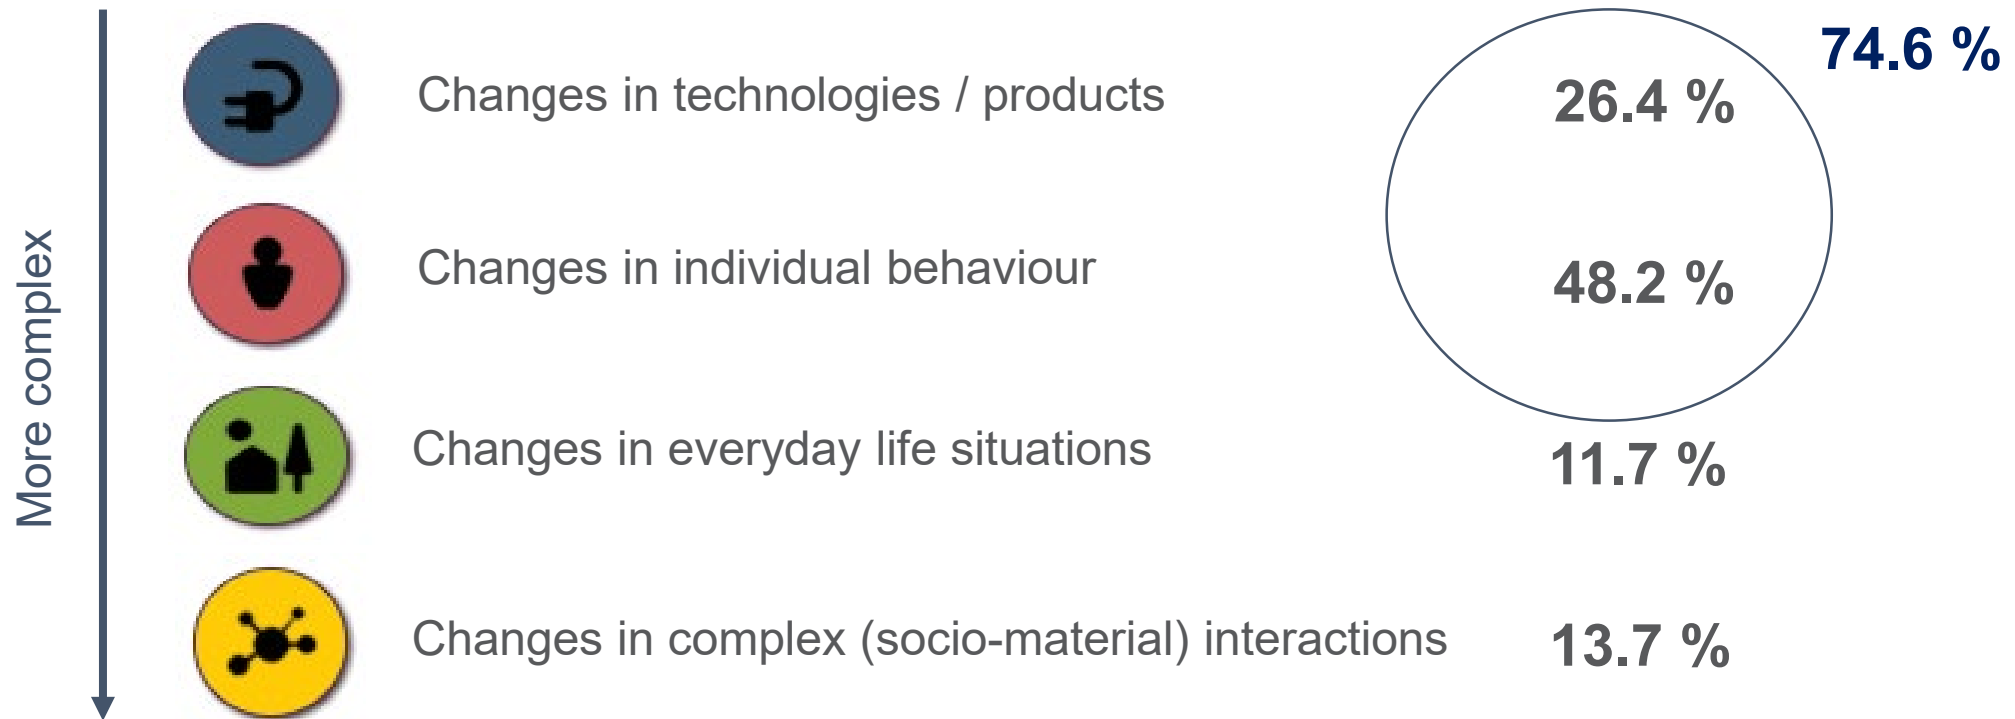 More complex
74.6 %
Changes in technologies / products 26.4 %
Changes in individual behaviour 48.2 %
Changes in everyday life situations 11.7 %
Changes in complex (socio-material) interactions 13.7 %